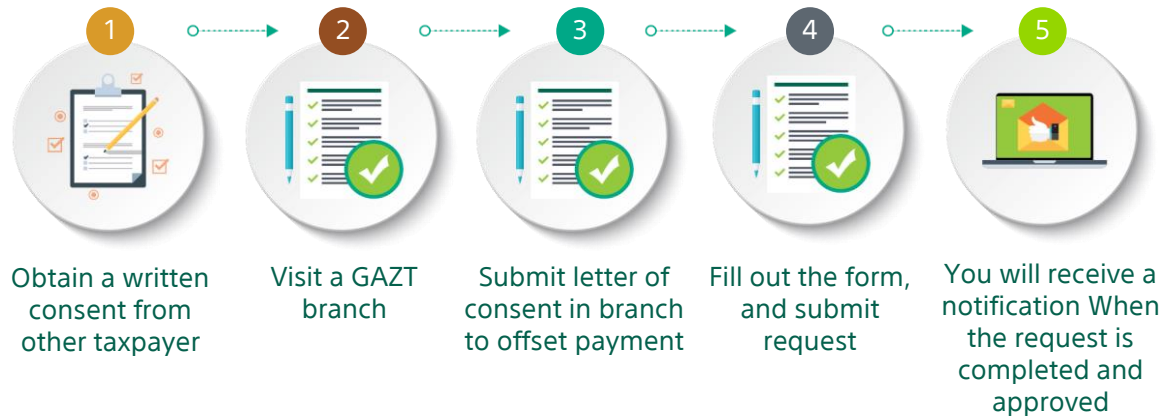 1
2
3
4
5
Obtain a written
consent from
other taxpayer
Visit a GAZT
branch
Submit letter of
consent in branch
to offset payment
Fill out the form,
and submit
request
You will receive a
notification When
the request is
completed and
approved